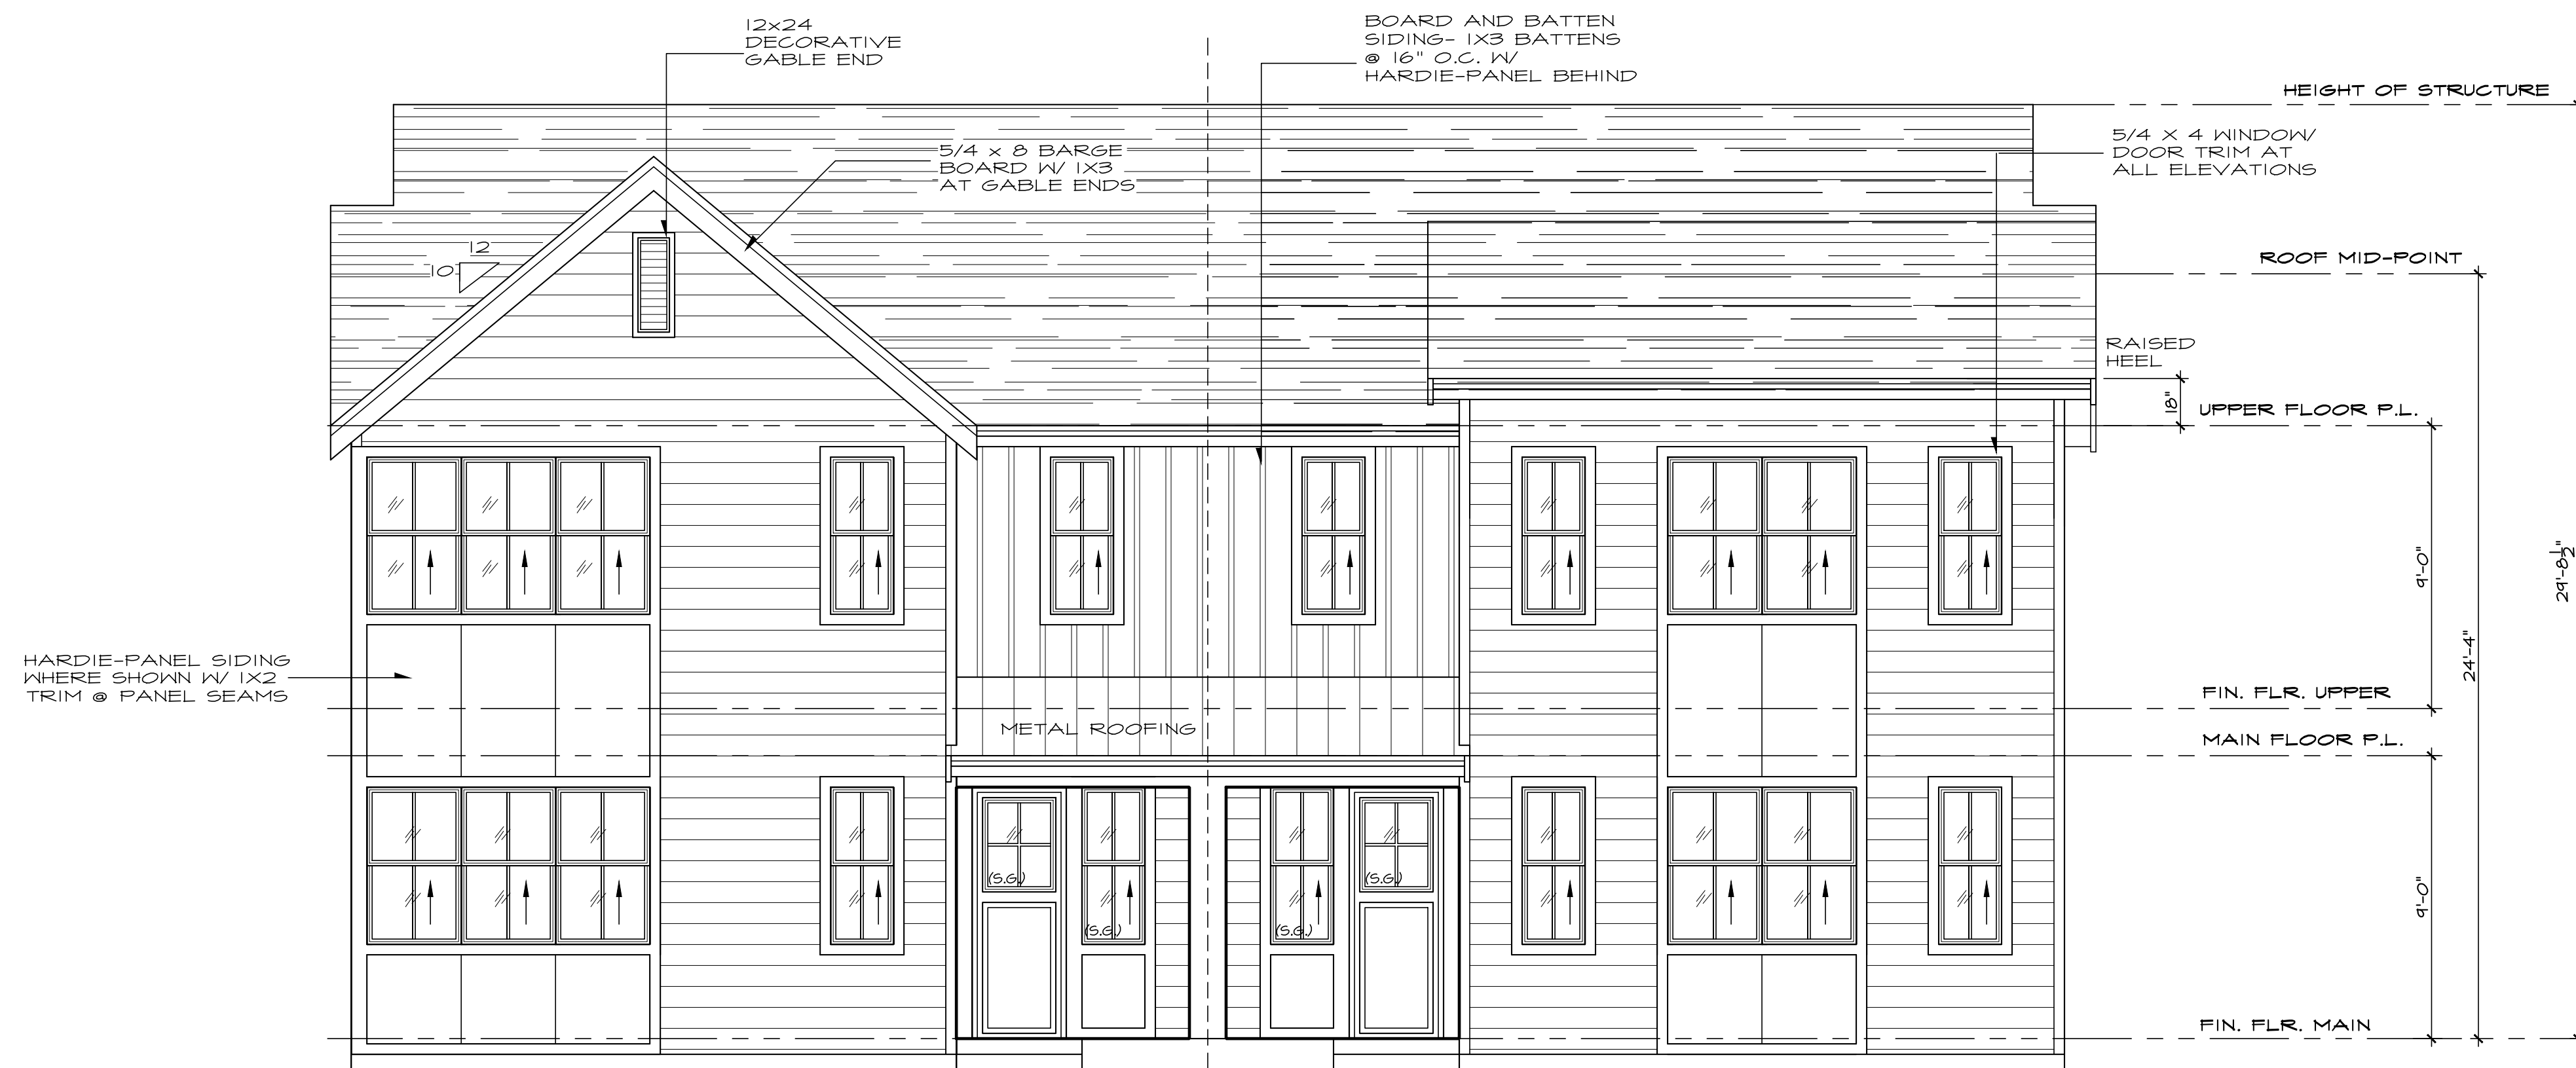 12x24
DECORATIVE
GABLE END
BOARD AND BATTEN
SIDING- 1X3 BATTENS
@ 16" O.C. W/
HARDIE-PANEL BEHIND
HEIGHT OF STRUCTURE
5/4 X 4 WINDOW/
DOOR TRIM AT
ALL ELEVATIONS
5/4 x 8 BARGE
BOARD W/ 1X3
AT GABLE ENDS
12
10
ROOF MID-POINT
RAISED
HEEL
18"
UPPER FLOOR P.L.
9'-0"
29'-8 1/2"
24'-4"
HARDIE-PANEL SIDING
WHERE SHOWN W/ 1X2
TRIM @ PANEL SEAMS
FIN. FLR. UPPER
METAL ROOFING
MAIN FLOOR P.L.
(S.G.)
(S.G.)
(S.G.)
(S.G.)
9'-0"
FIN. FLR. MAIN